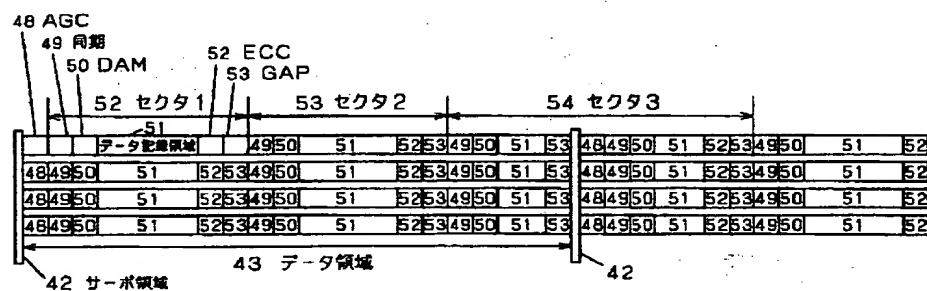 48 AGC
49 同期
50 DAM
52 ECC
53 GAP
52 セクタ1
53 セクタ2
54 セクタ3
51
データ記録領域 49 50 51 52 53 49 50 51 53 48 49 50 51 52 53 49 50 51 52
48 49 50 51 52 53 49 50 51 52 53 49 50 51 53 48 49 50 51 52 53 49 50 51 52
48 49 50 51 52 53 49 50 51 52 53 49 50 51 53 48 49 50 51 52 53 49 50 51 52
48 49 50 51 52 53 49 50 51 52 53 49 50 51 53 48 49 50 51 52 53 49 50 51 52
43 データ領域
42 サーボ領域
42